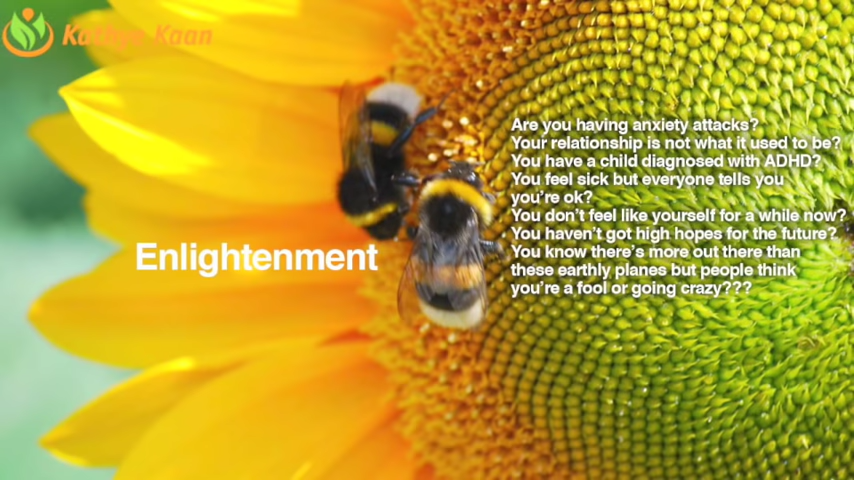 Kathye Kaan
Enlightenment
Are you having anxiety attacks?
Your relationship is not what it used to be?
You have a child diagnosed with ADHD?
You feel sick but everyone tells you
you're ok?
You don't feel like yourself for a while now?
You haven't got high hopes for the future?
You know there's more out there than
these earthly planes but people think
you're a fool or going crazy???